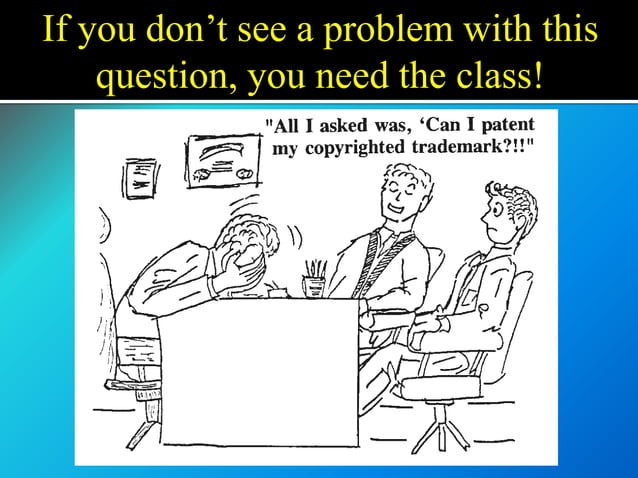 If you don’t see a problem with this
question, you need the class!
"All I asked was, ‘Can I patent
my copyrighted trademark?!!"